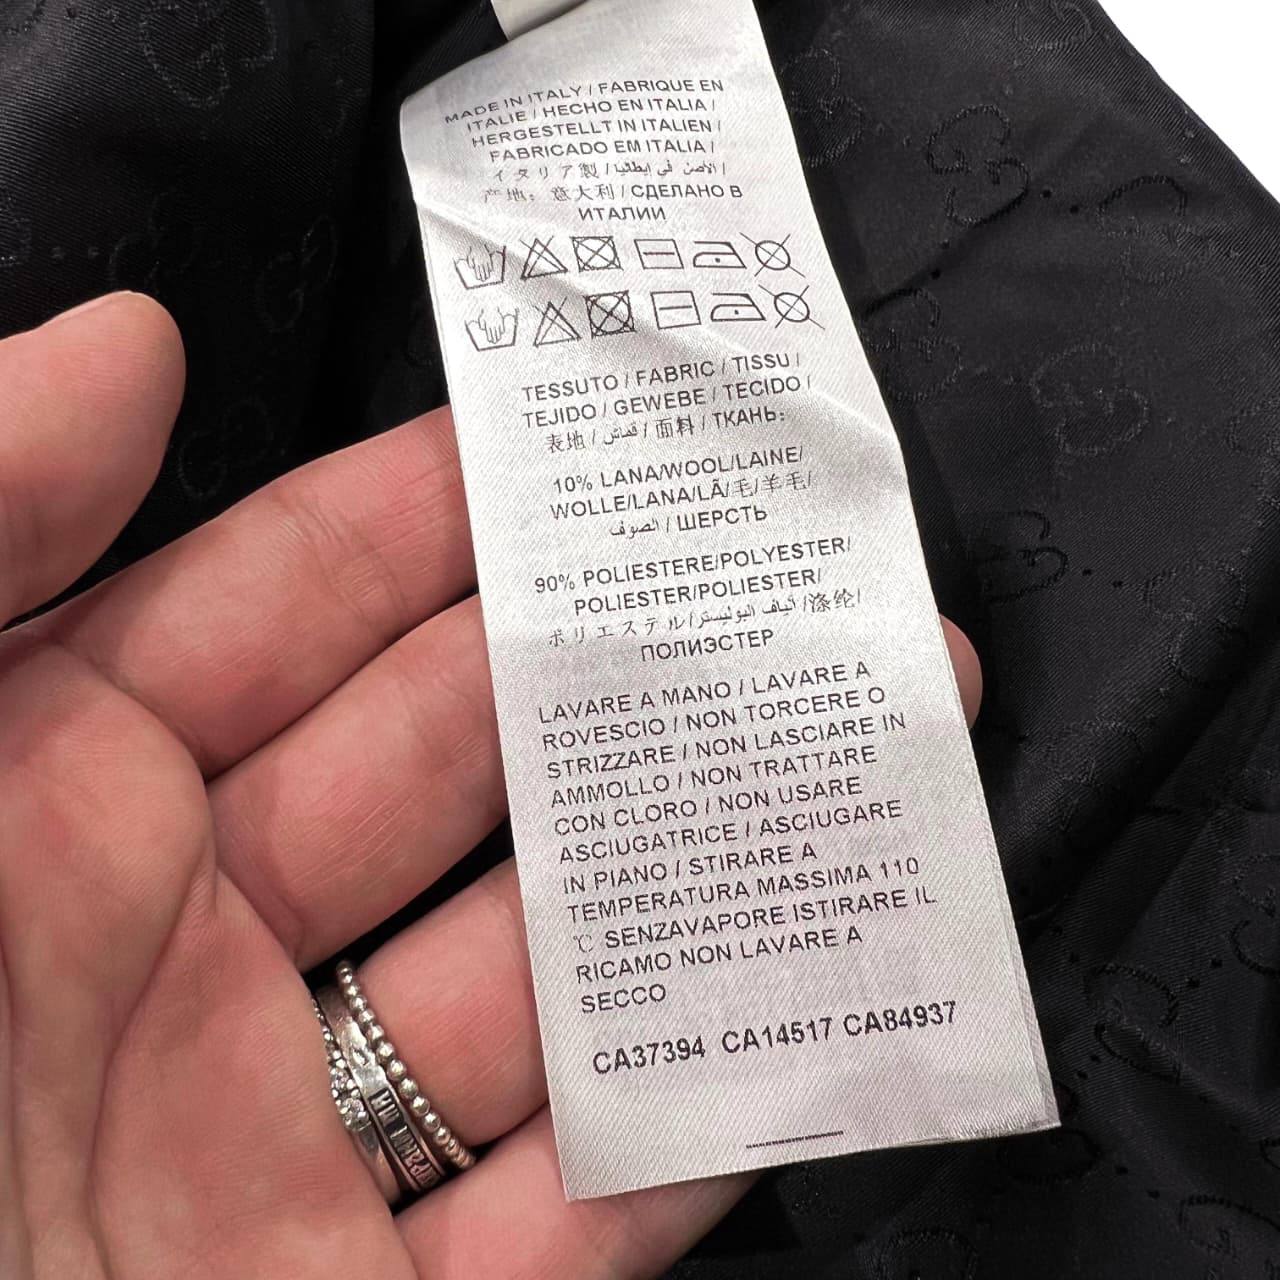 MADE IN ITALY / FABRIQUE EN
ITALIE / HECHO EN ITALIA /
HERGESTELLT IN ITALIEN /
FABRICADO EM ITALIA /
イタリア製 / الأصن في إيطاليا /
产地：意大利 / СДЕЛАНО В
ИТАЛИИ
TESSUTO / FABRIC / TISSU /
TEJIDO / GEWEBE / TECIDO /
表地 / قماش / 面料 / ТКАНЬ:
10% LANA/WOOL/LAINE/
WOLLE/LANA/LÃ/毛/羊毛/
الصوف / ШЕРСТЬ
90% POLIESTERE/POLYESTER/
POLIESTER/POLIESTER/
ポリエステル/ألياف البوليستر/涤纶/
ПОЛИЭСТЕР
LAVARE A MANO / LAVARE A
ROVESCIO / NON TORCERE O
STRIZZARE / NON LASCIARE IN
AMMOLLO / NON TRATTARE
CON CLORO / NON USARE
ASCIUGATRICE / ASCIUGARE
IN PIANO / STIRARE A
TEMPERATURA MASSIMA 110
℃ SENZAVAPORE ISTIRARE IL
RICAMO NON LAVARE A
SECCO
CA37394 CA14517 CA84937